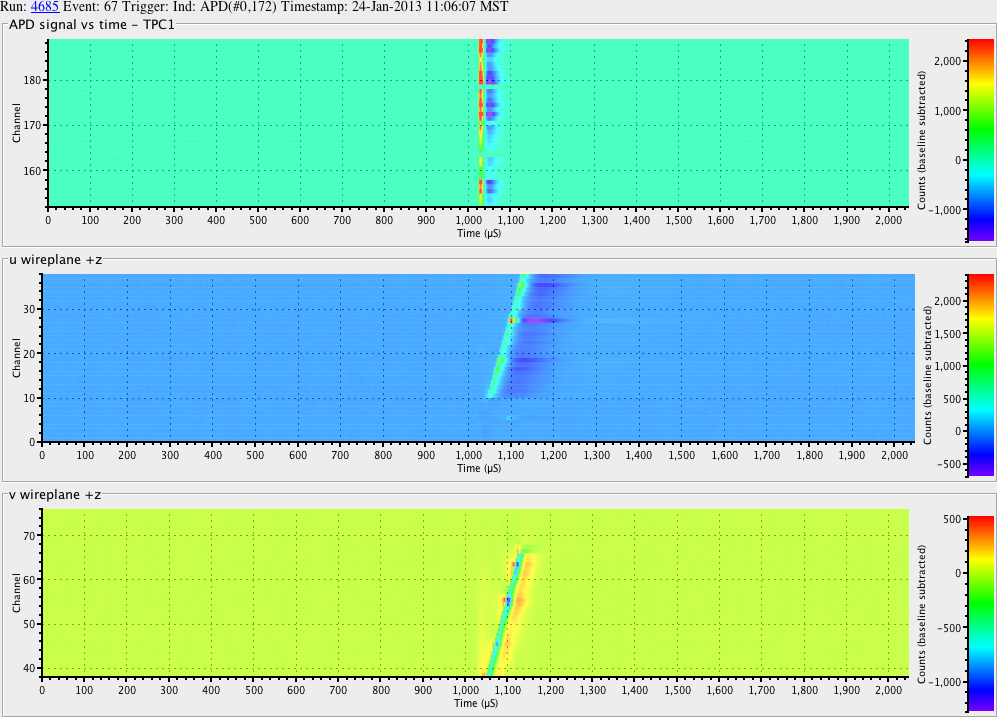 Run: 4685 Event: 67 Trigger: Ind: APD(#0,172) Timestamp: 24-Jan-2013 11:06:07 MST
APD signal vs time – TPC1
Channel
180
170
160
0 100 200 300 400 500 600 700 800 900 1,000 1,100 1,200 1,300 1,400 1,500 1,600 1,700 1,800 1,900 2,000
Time (µS)
Counts (baseline subtracted)
2,000
1,000
0
−1,000
u wireplane +z
Channel
30
20
10
0
0 100 200 300 400 500 600 700 800 900 1,000 1,100 1,200 1,300 1,400 1,500 1,600 1,700 1,800 1,900 2,000
Time (µS)
Counts (baseline subtracted)
2,000
1,500
1,000
500
0
−500
v wireplane +z
Channel
70
60
50
40
0 100 200 300 400 500 600 700 800 900 1,000 1,100 1,200 1,300 1,400 1,500 1,600 1,700 1,800 1,900 2,000
Time (µS)
Counts (baseline subtracted)
500
0
−500
−1,000